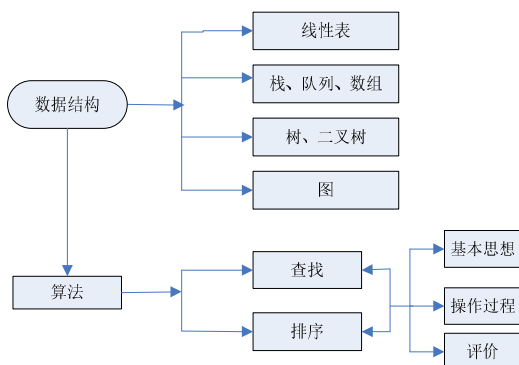 线性表
栈、队列、数组
数据结构
树、二叉树
图
基本思想
查找
算法
操作过程
排序
评价